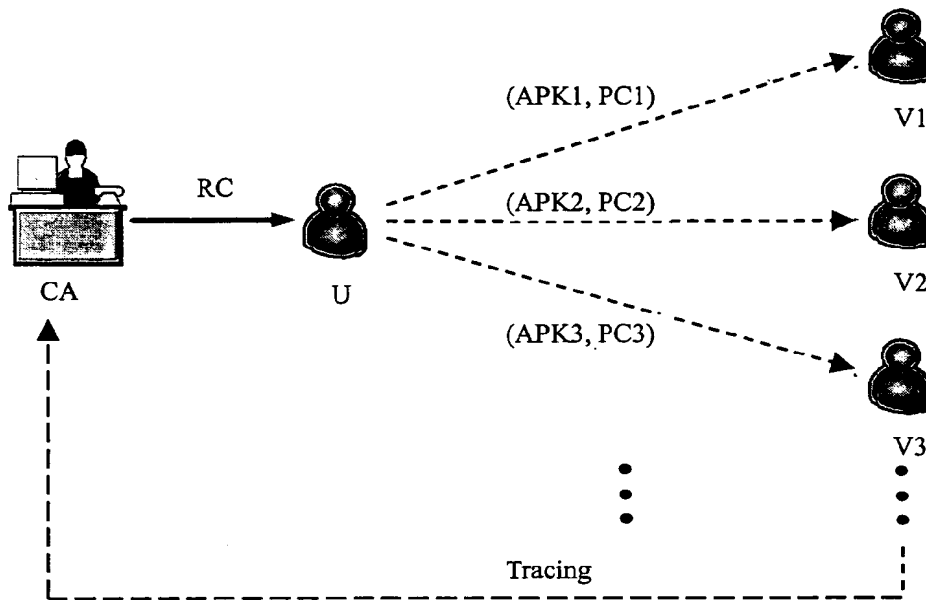 (APK1, PC1)
V1
RC
(APK2, PC2)
V2
CA
U
(APK3, PC3)
V3
Tracing